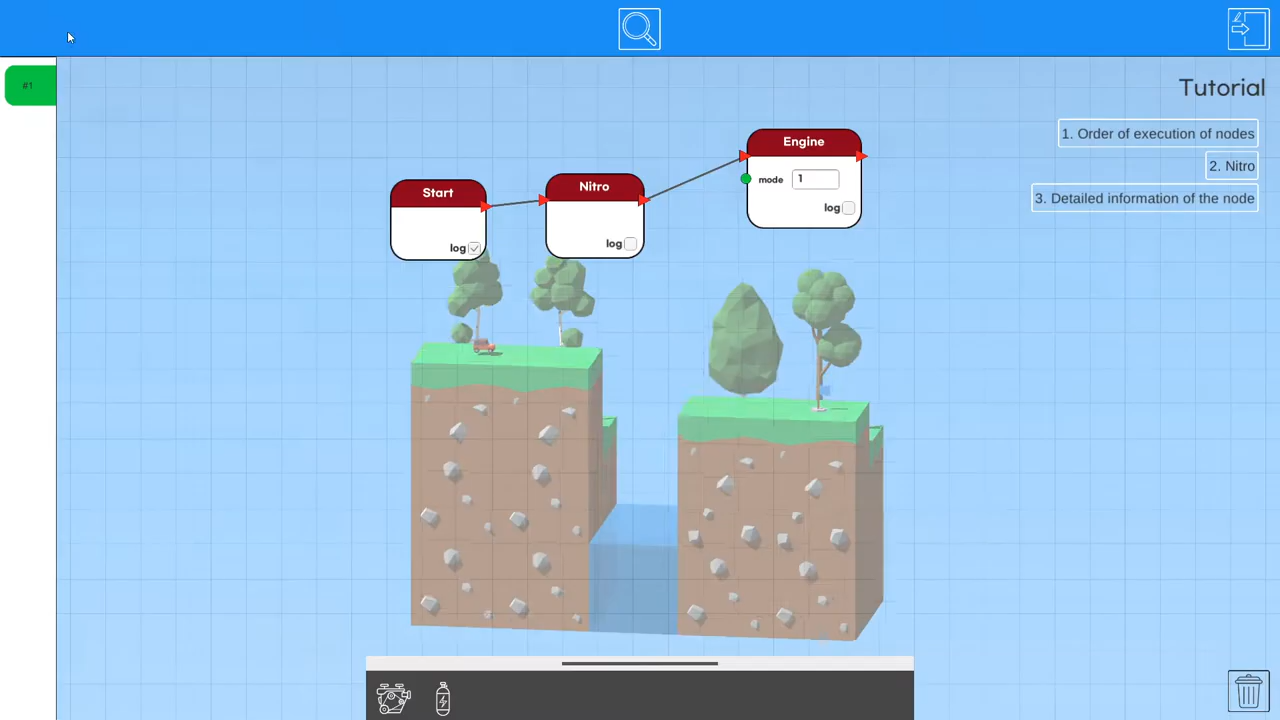 #1
Tutorial
1. Order of execution of nodes
2. Nitro
3. Detailed information of the node
Start
log
Nitro
log
Engine
mode 1
log